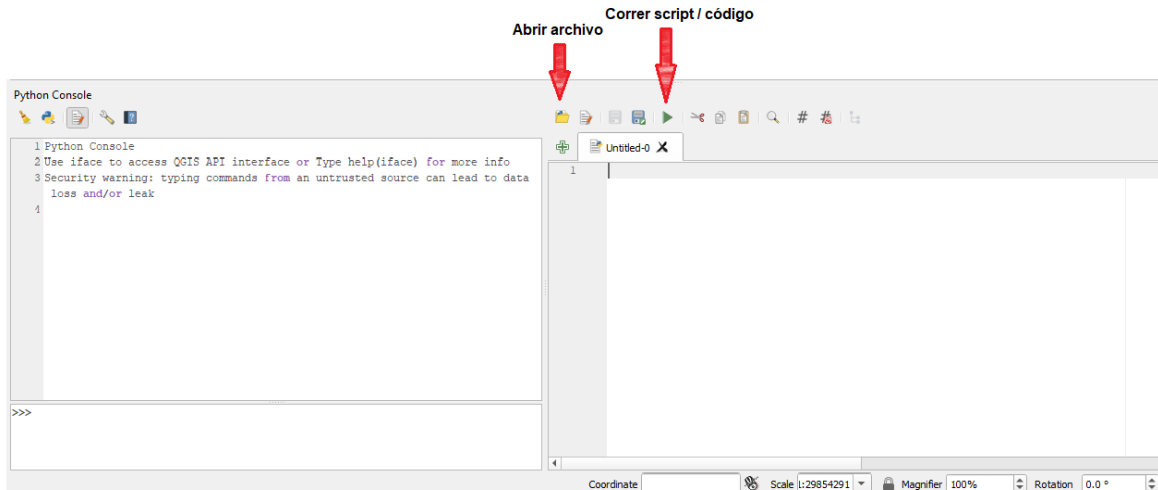 Correr script / código
Abrir archivo
Python Console
1 Python Console
2 Use iface to access QGIS API interface or Type help(iface) for more info
3 Security warning: typing commands from an untrusted source can lead to data
loss and/or leak
4
>>>
Untitled-0
1
Coordinate
Scale
1:29854291
Magnifier
100%
Rotation
0.0 °